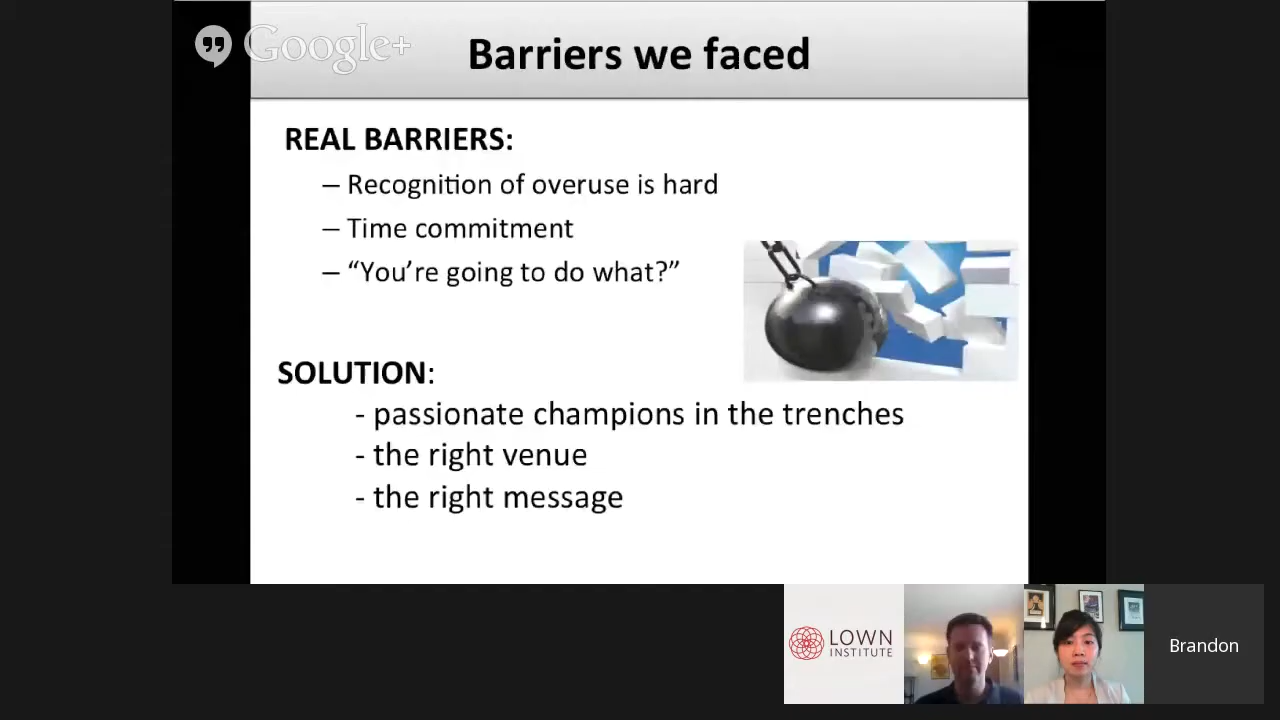 Google+
Barriers we faced
REAL BARRIERS:
– Recognition of overuse is hard
– Time commitment
– “You’re going to do what?”
SOLUTION:
- passionate champions in the trenches
- the right venue
- the right message
LOWN
INSTITUTE
Brandon